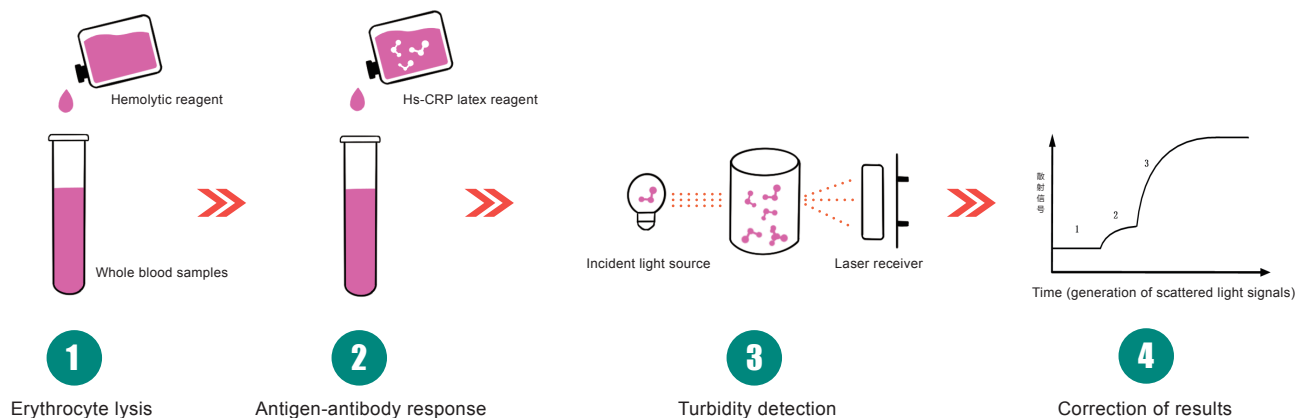 Hemolytic reagent
Hs-CRP latex reagent
Whole blood samples
Incident light source
Laser receiver
散射信号
1
2
3
Time (generation of scattered light signals)
1
2
3
4
Erythrocyte lysis
Antigen-antibody response
Turbidity detection
Correction of results